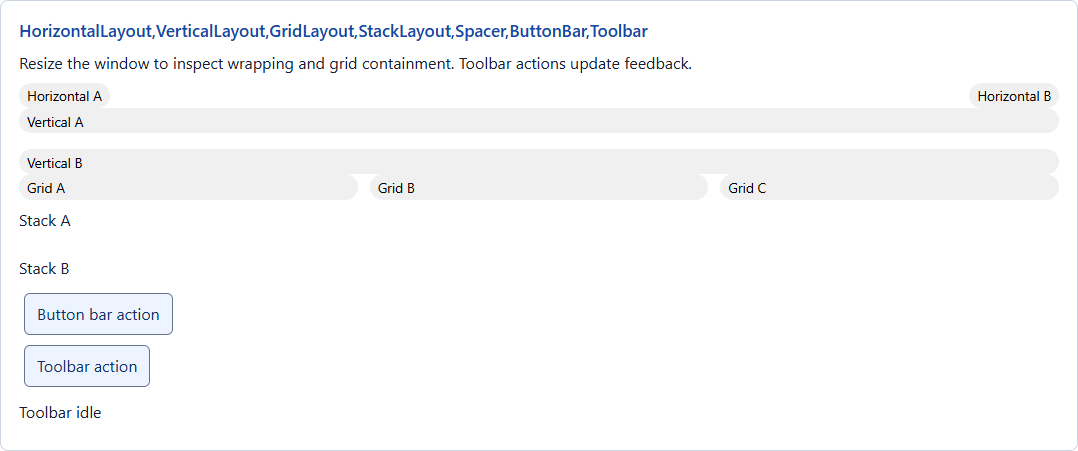 HorizontalLayout,VerticalLayout,GridLayout,StackLayout,Spacer,ButtonBar,Toolbar
Resize the window to inspect wrapping and grid containment. Toolbar actions update feedback.
Horizontal A Horizontal B
Vertical A
Vertical B
Grid A Grid B Grid C
Stack A
Stack B
Button bar action
Toolbar action
Toolbar idle